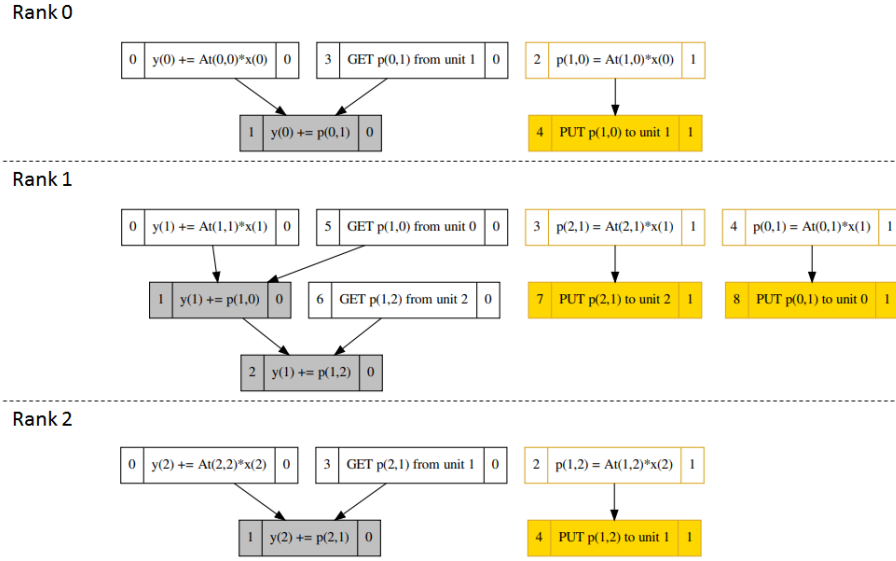 Rank 0
0 y(0) += At(0,0)*x(0) 0 3 GET p(0,1) from unit 1 0 2 p(1,0) = At(1,0)*x(0) 1
1 y(0) += p(0,1) 0 4 PUT p(1,0) to unit 1 1
Rank 1
0 y(1) += At(1,1)*x(1) 0 5 GET p(1,0) from unit 0 0 3 p(2,1) = At(2,1)*x(1) 1 4 p(0,1) = At(0,1)*x(1) 1
1 y(1) += p(1,0) 0 6 GET p(1,2) from unit 2 0 7 PUT p(2,1) to unit 2 1 8 PUT p(0,1) to unit 0 1
2 y(1) += p(1,2) 0
Rank 2
0 y(2) += At(2,2)*x(2) 0 3 GET p(2,1) from unit 1 0 2 p(1,2) = At(1,2)*x(2) 1
1 y(2) += p(2,1) 0 4 PUT p(1,2) to unit 1 1